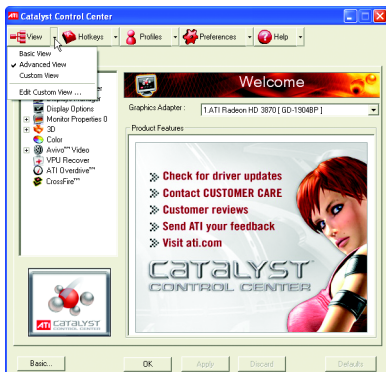 ATI Catalyst Control Center
View Hotkeys Profiles Preferences Help
Basic View
Advanced View
Custom View
Edit Custom View ...
Display Options
Monitor Properties 0
3D
Color
Avivo™ Video
VPU Recover
ATI Overdrive™
CrossFire™
Welcome
Graphics Adapter :
1.ATI Radeon HD 3870 [ GD-1904BP ]
Product Features
Check for driver updates
Contact CUSTOMER CARE
Customer reviews
Send ATI your feedback
Visit ati.com
CATALYST
CONTROL CENTER
ATI CATALYST
CONTROL CENTER
Basic...
OK
Apply
Discard
Defaults